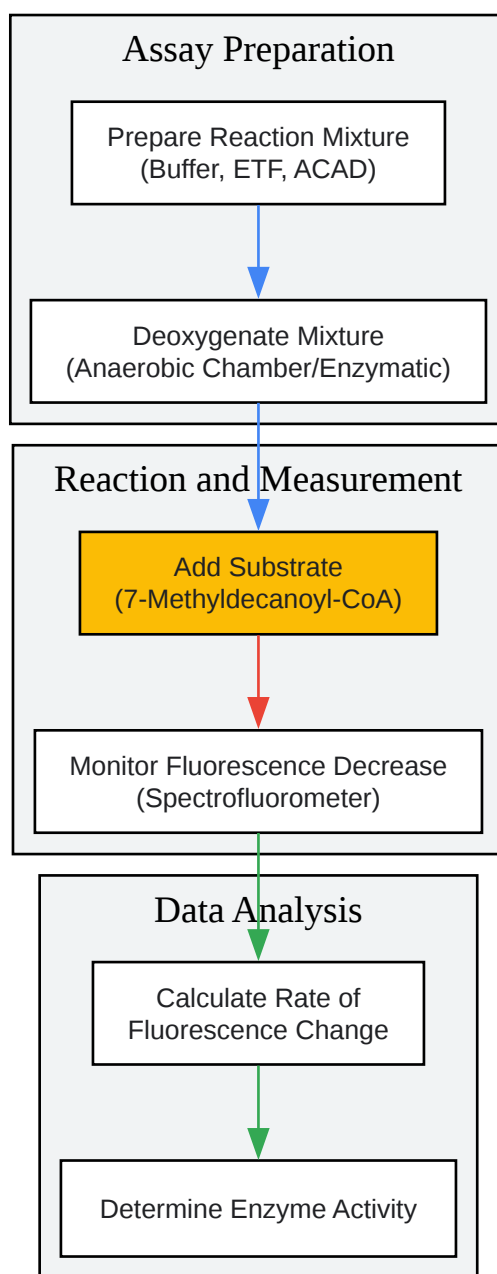 Assay Preparation
Prepare Reaction Mixture
(Buffer, ETF, ACAD)
Deoxygenate Mixture
(Anaerobic Chamber/Enzymatic)
Reaction and Measurement
Add Substrate
(7-Methyldecanoyl-CoA)
Monitor Fluorescence Decrease
(Spectrofluorometer)
Data Analysis
Calculate Rate of
Fluorescence Change
Determine Enzyme Activity